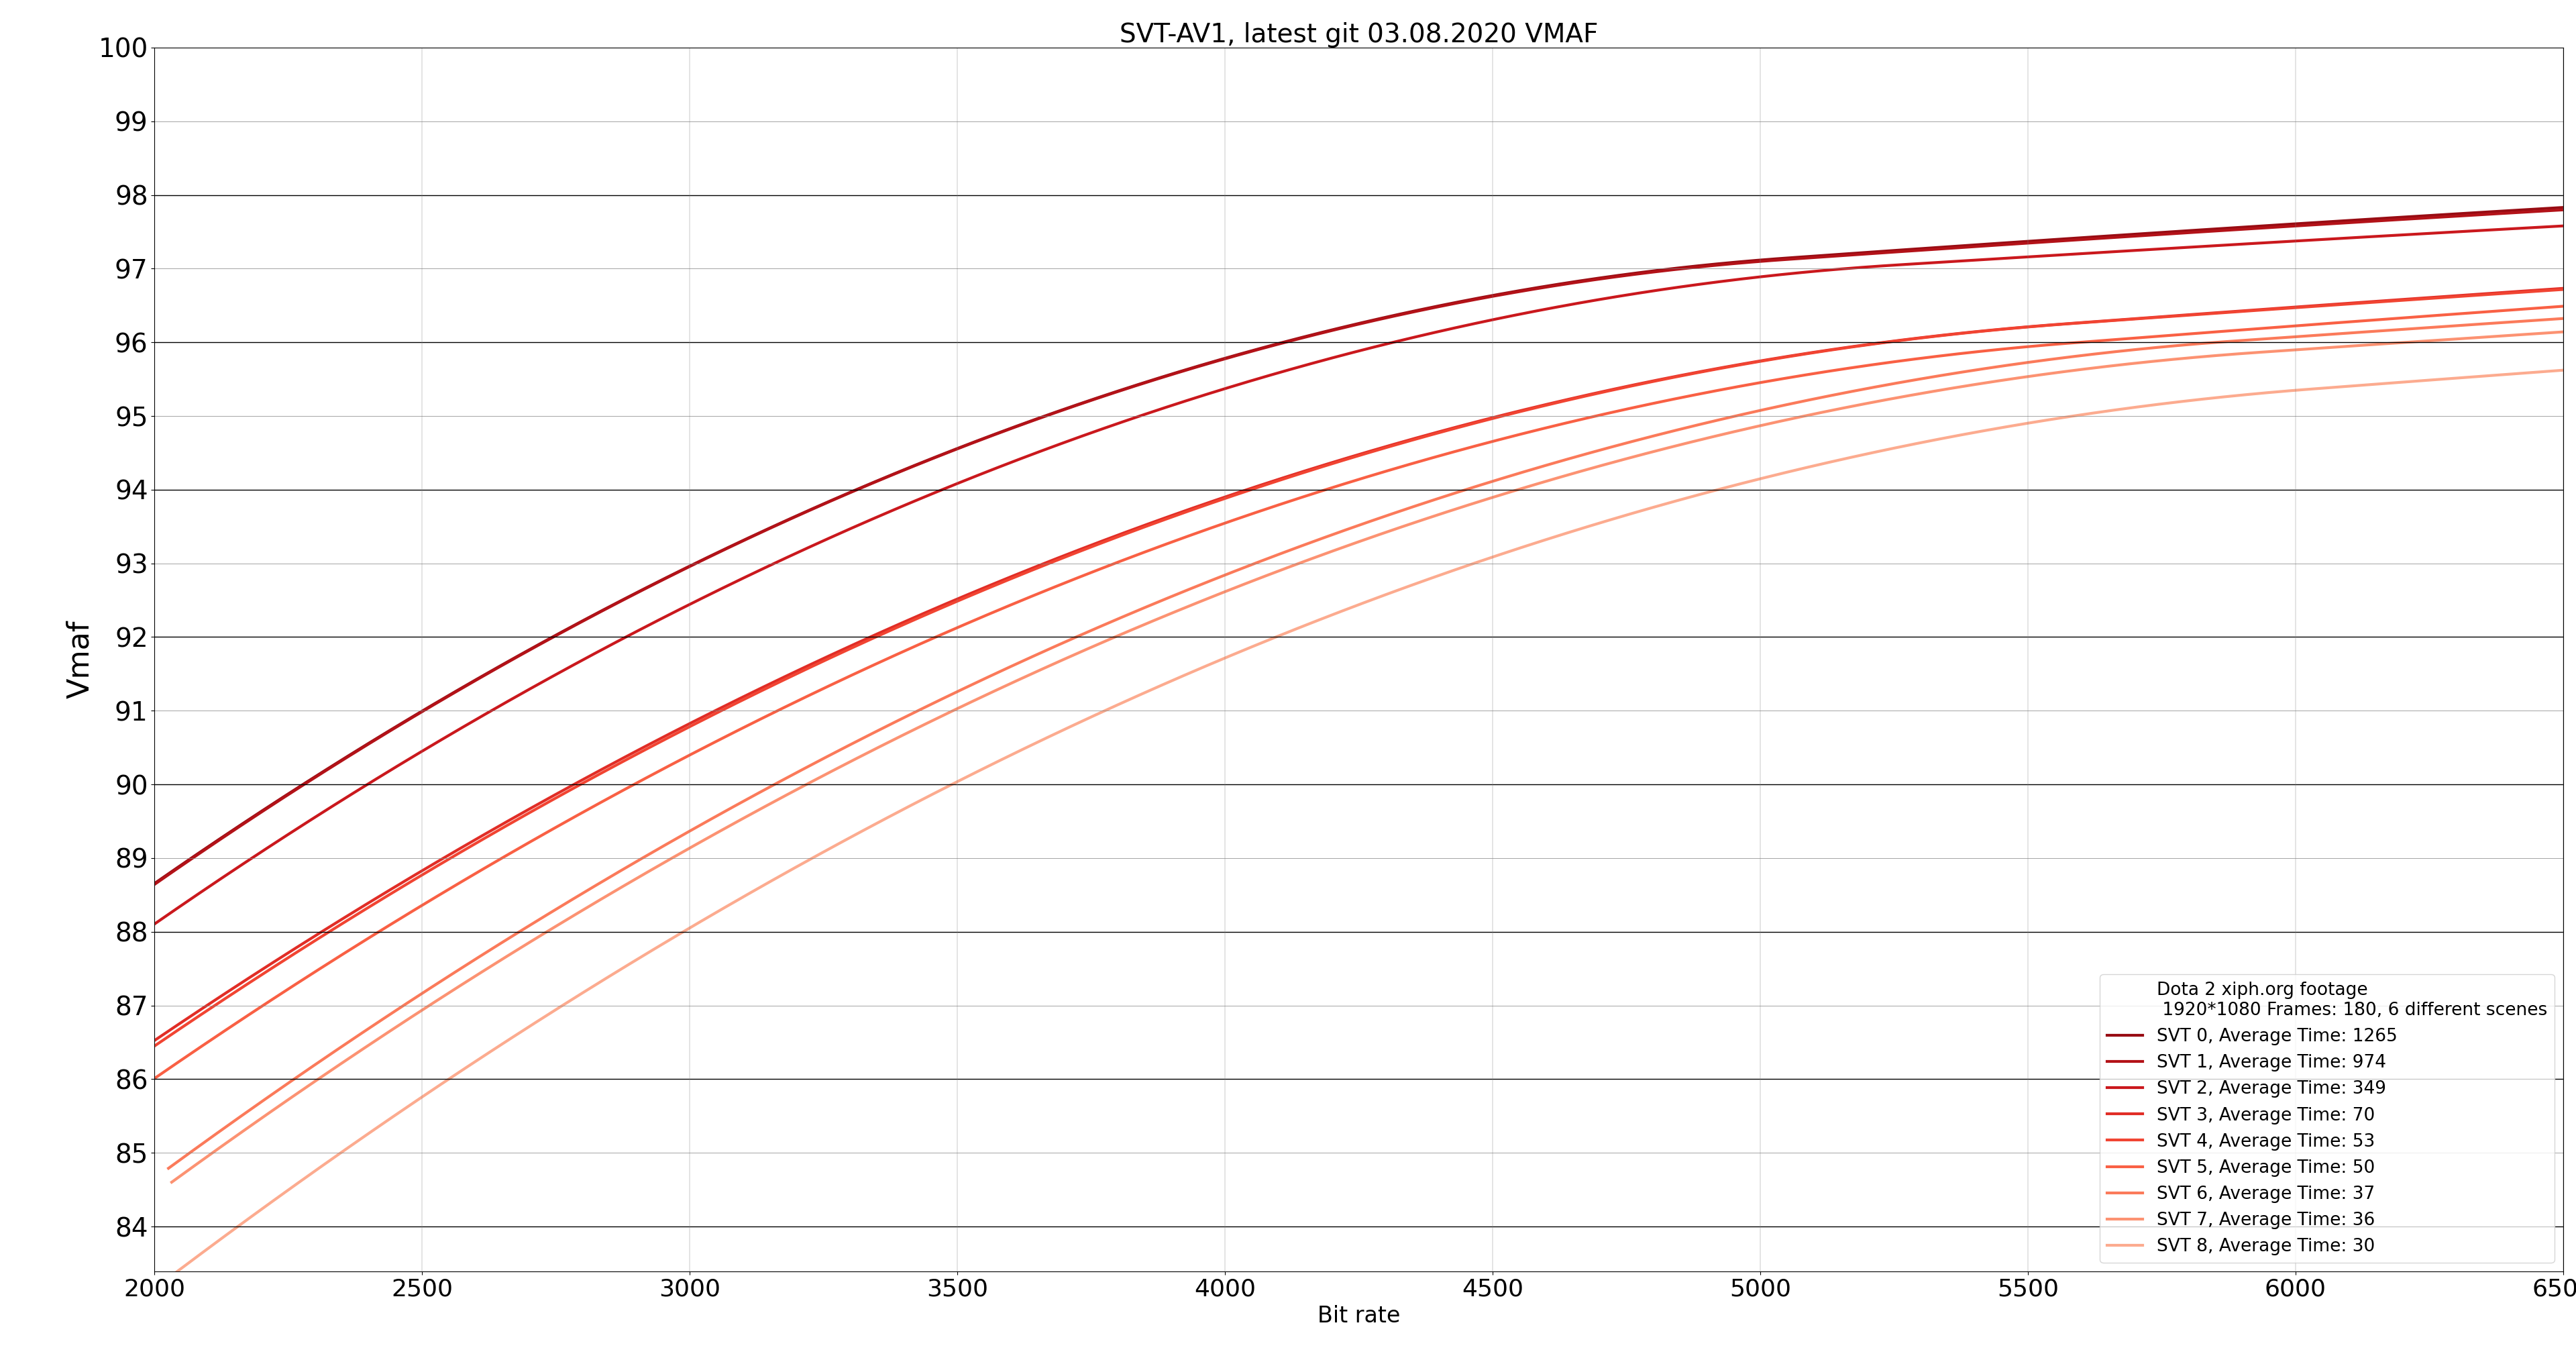 SVT-AV1, latest git 03.08.2020 VMAF
100
99
98
97
96
95
94
93
92
91
90
89
88
87
86
85
84
Vmaf
Dota 2 xiph.org footage
1920*1080 Frames: 180, 6 different scenes
SVT 0, Average Time: 1265
SVT 1, Average Time: 974
SVT 2, Average Time: 349
SVT 3, Average Time: 70
SVT 4, Average Time: 53
SVT 5, Average Time: 50
SVT 6, Average Time: 37
SVT 7, Average Time: 36
SVT 8, Average Time: 30
2000 2500 3000 3500 4000 4500 5000 5500 6000 650
Bit rate